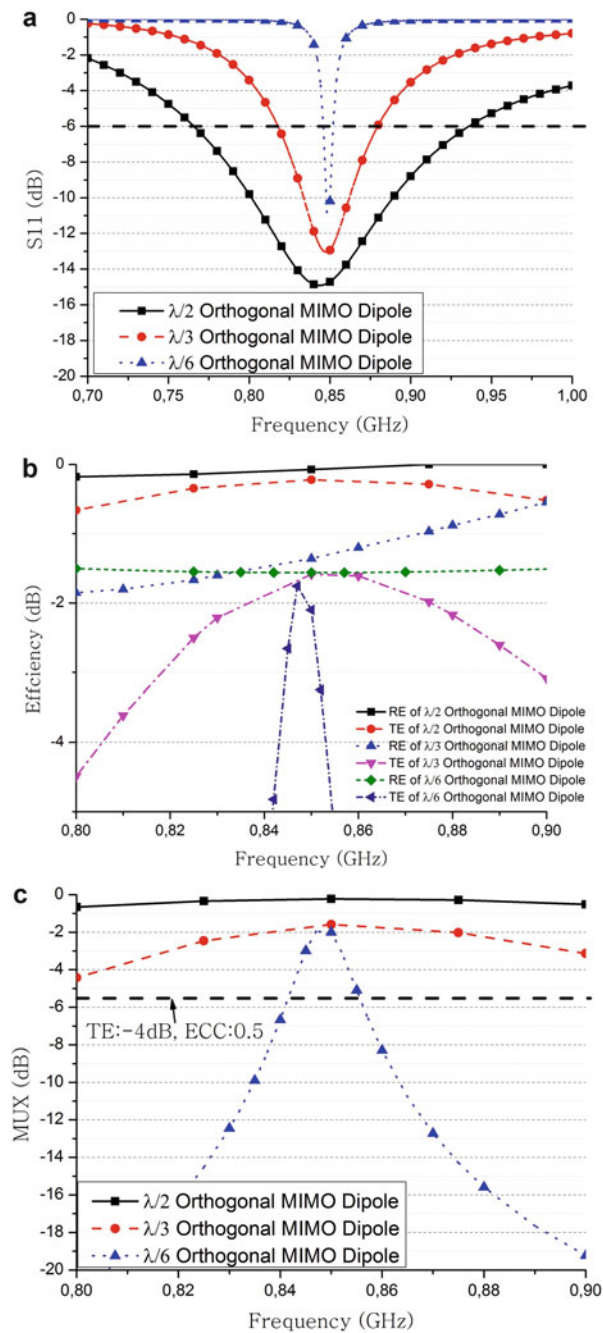 a
0
-2
-4
-6
-8
-10
-12
-14
-16
-18
-20
S11 (dB)
λ/2 Orthogonal MIMO Dipole
λ/3 Orthogonal MIMO Dipole
λ/6 Orthogonal MIMO Dipole
0,70 0,75 0,80 0,85 0,90 0,95 1,00
Frequency (GHz)
b
0
-2
-4
Effciency (dB)
RE of λ/2 Orthogonal MIMO Dipole
TE of λ/2 Orthogonal MIMO Dipole
RE of λ/3 Orthogonal MIMO Dipole
TE of λ/3 Orthogonal MIMO Dipole
RE of λ/6 Orthogonal MIMO Dipole
TE of λ/6 Orthogonal MIMO Dipole
0,80 0,82 0,84 0,86 0,88 0,90
Frequency (GHz)
c
0
-2
-4
-6
-8
-10
-12
-14
-16
-18
-20
MUX (dB)
TE:-4dB, ECC:0.5
λ/2 Orthogonal MIMO Dipole
λ/3 Orthogonal MIMO Dipole
λ/6 Orthogonal MIMO Dipole
0,80 0,82 0,84 0,86 0,88 0,90
Frequency (GHz)